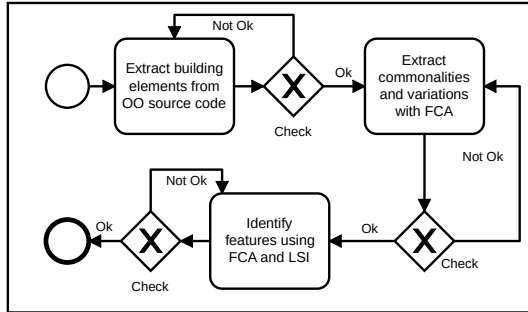 Not Ok
Extract building
elements from
OO source code
Ok
Check
Extract
commonalities
and variations
with FCA
Not Ok
Check
Ok
Identify
features using
FCA and LSI
Not Ok
Check
Ok